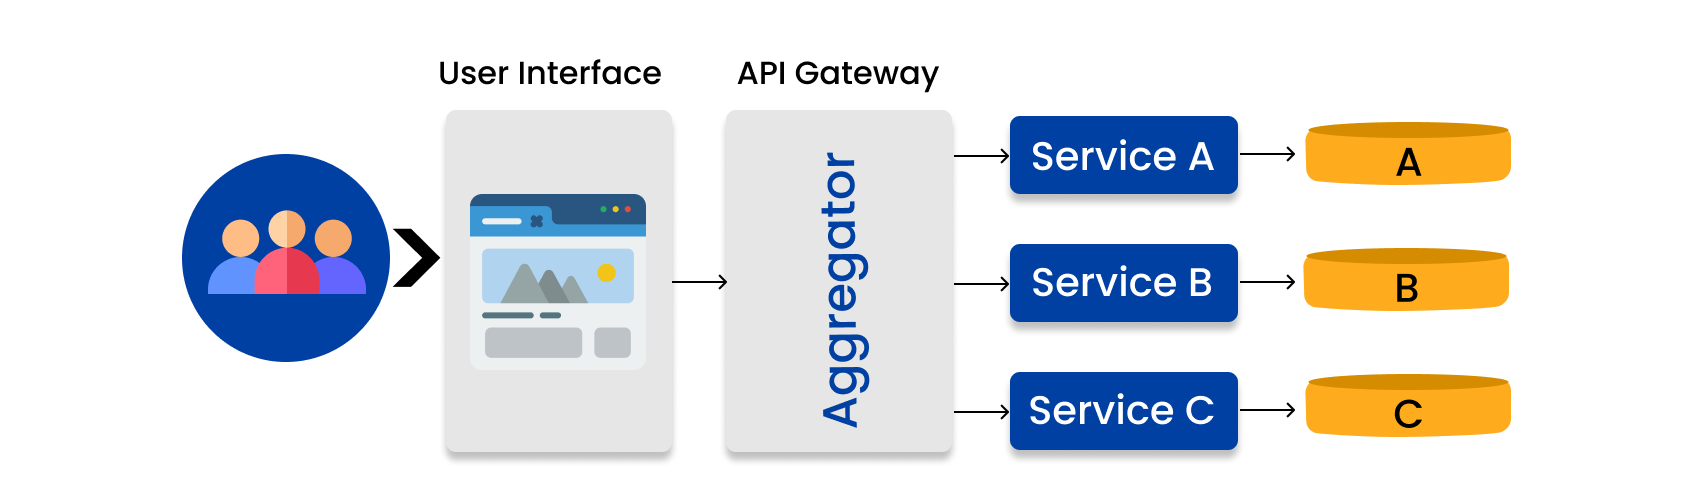 User Interface
API Gateway
Aggregator
Service A
A
Service B
B
Service C
C